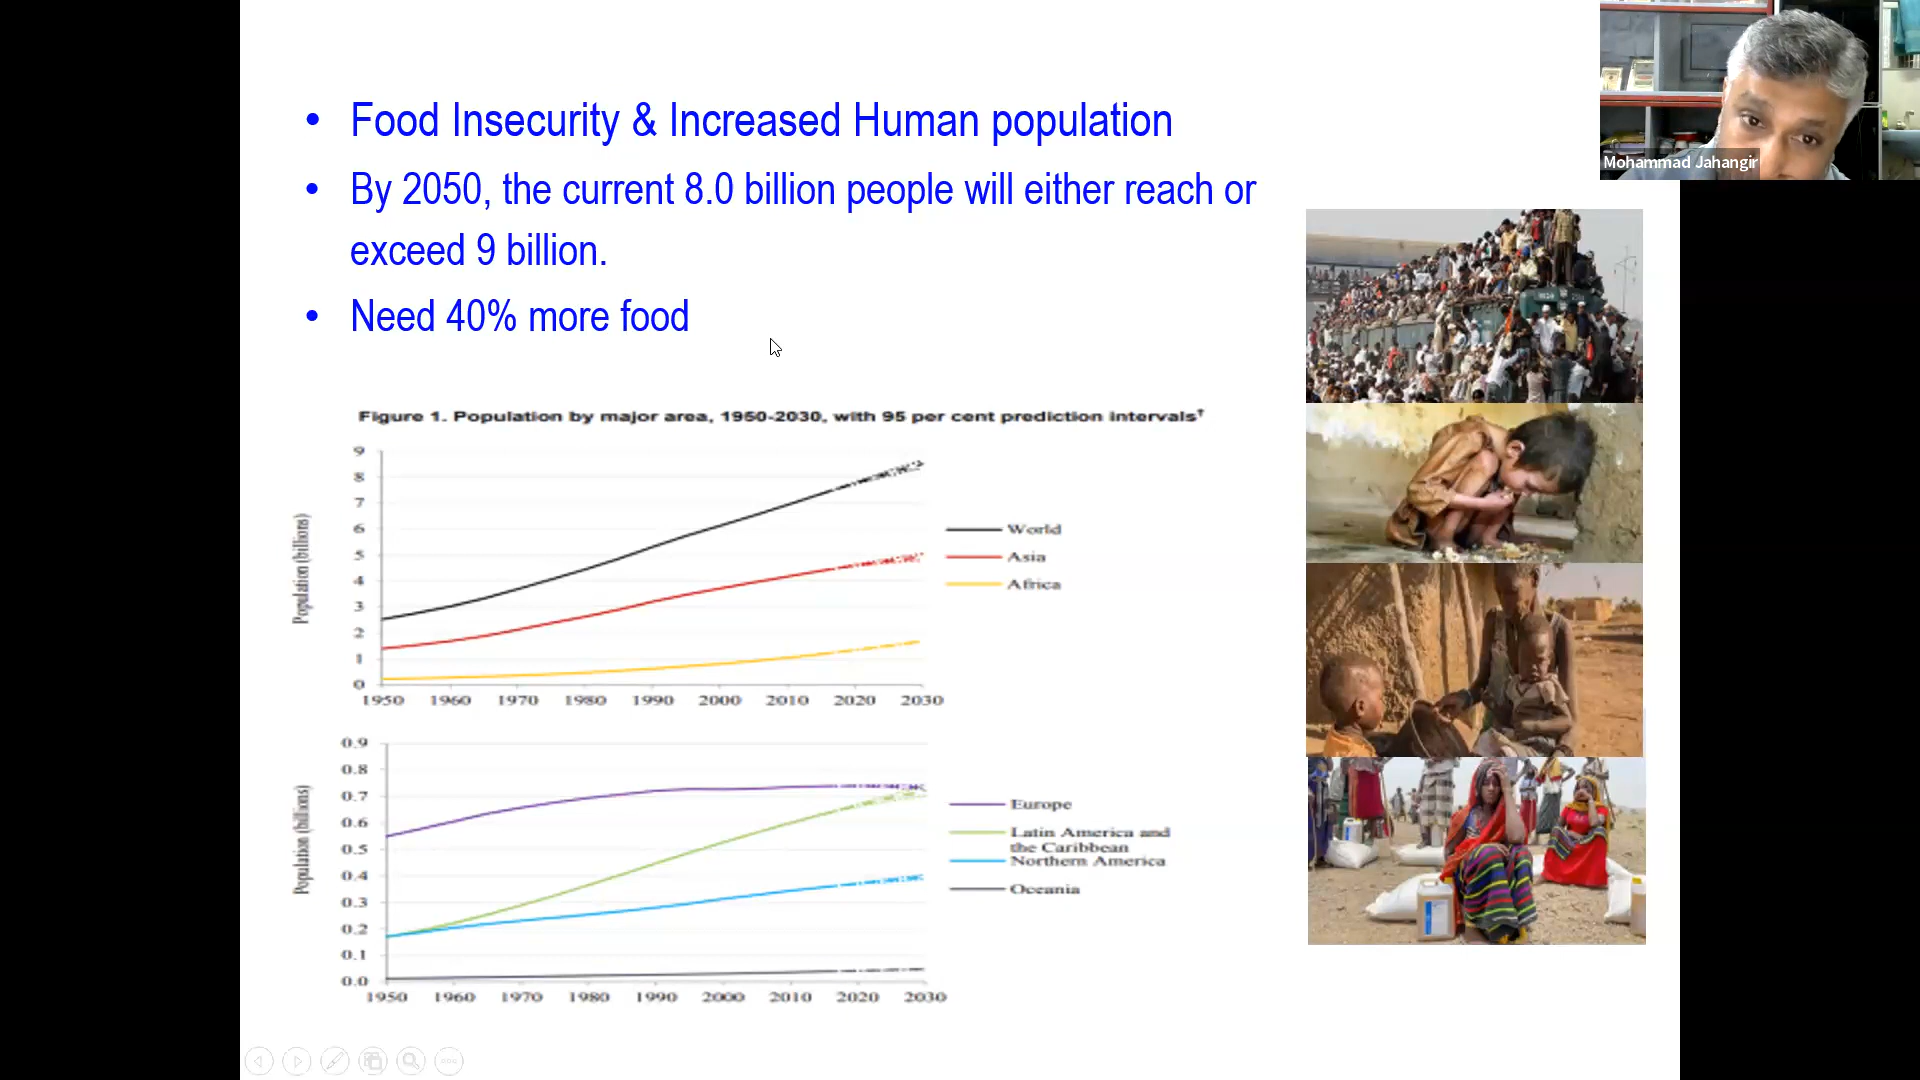 • Food Insecurity & Increased Human population
Mohammad Jahangir
• By 2050, the current 8.0 billion people will either reach or
exceed 9 billion.
• Need 40% more food
Figure 1. Population by major area, 1950-2030, with 95 per cent prediction intervals†
Population (billions)
9
8
7
6
5
4
3
2
1
0
1950 1960 1970 1980 1990 2000 2010 2020 2030
World
Asia
Africa
Population (billions)
0.9
0.8
0.7
0.6
0.5
0.4
0.3
0.2
0.1
0.0
1950 1960 1970 1980 1990 2000 2010 2020 2030
Europe
Latin America and
the Caribbean
Northern America
Oceania